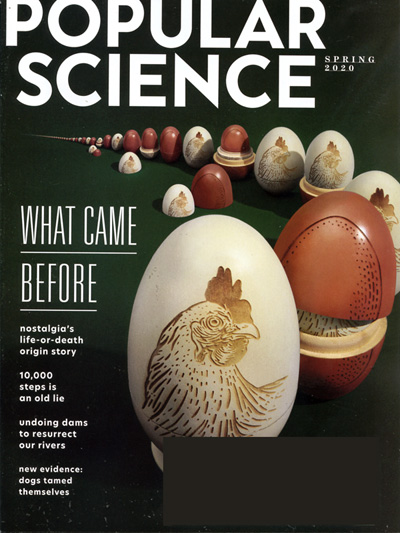 POPULAR
SCIENCE
SPRING
2020
WHAT CAME
BEFORE
nostalgia's
life-or-death
origin story
10,000
steps is
an old lie
undoing dams
to resurrect
our rivers
new evidence:
dogs tamed
themselves